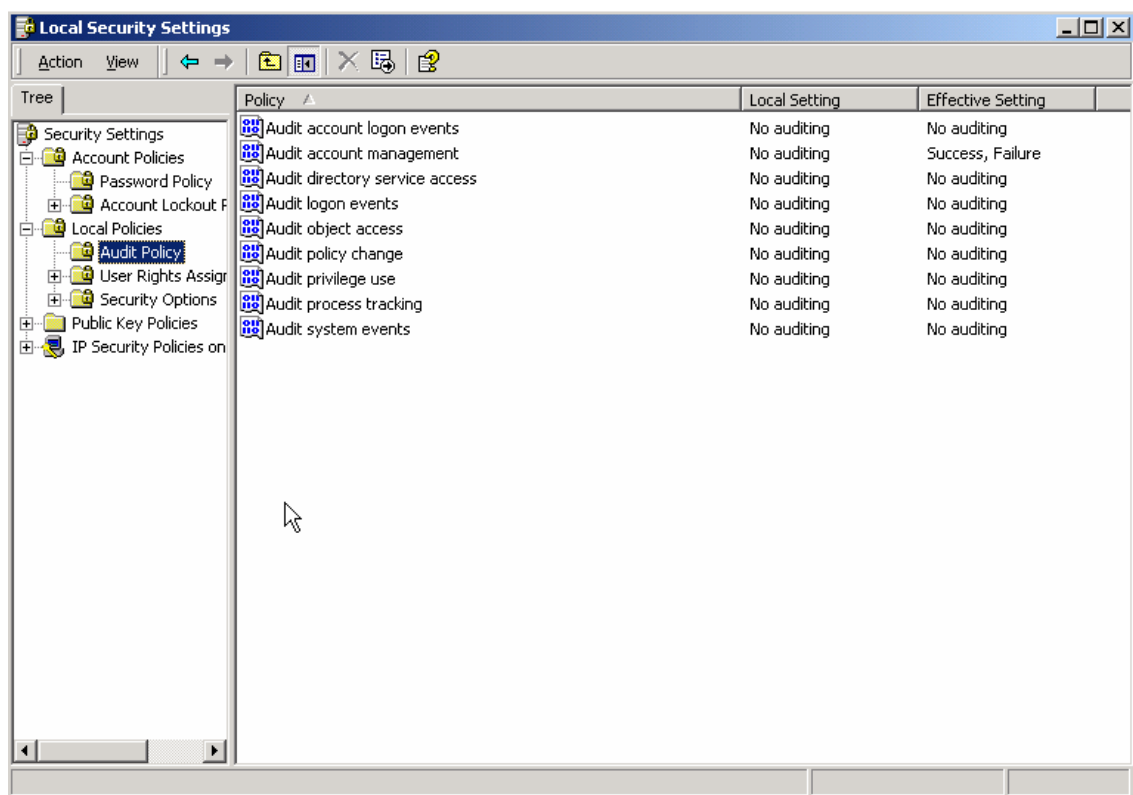 Local Security Settings
Action View
Tree
Security Settings
Account Policies
Password Policy
Account Lockout P
Local Policies
Audit Policy
User Rights Assign
Security Options
Public Key Policies
IP Security Policies on
Policy Local Setting Effective Setting
Audit account logon events No auditing No auditing
Audit account management No auditing Success, Failure
Audit directory service access No auditing No auditing
Audit logon events No auditing No auditing
Audit object access No auditing No auditing
Audit policy change No auditing No auditing
Audit privilege use No auditing No auditing
Audit process tracking No auditing No auditing
Audit system events No auditing No auditing